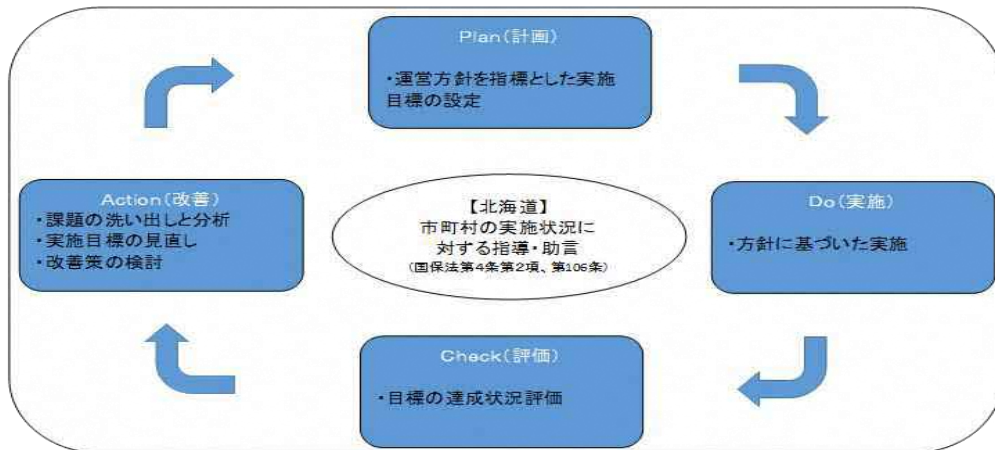 Plan(計画)
・運営方針を指標とした実施
目標の設定
Action(改善)
・課題の洗い出しと分析
・実施目標の見直し
・改善策の検討
【北海道】
市町村の実施状況に
対する指導・助言
(国保法第4条第2項、第106条)
Do(実施)
・方針に基づいた実施
Check(評価)
・目標の達成状況評価